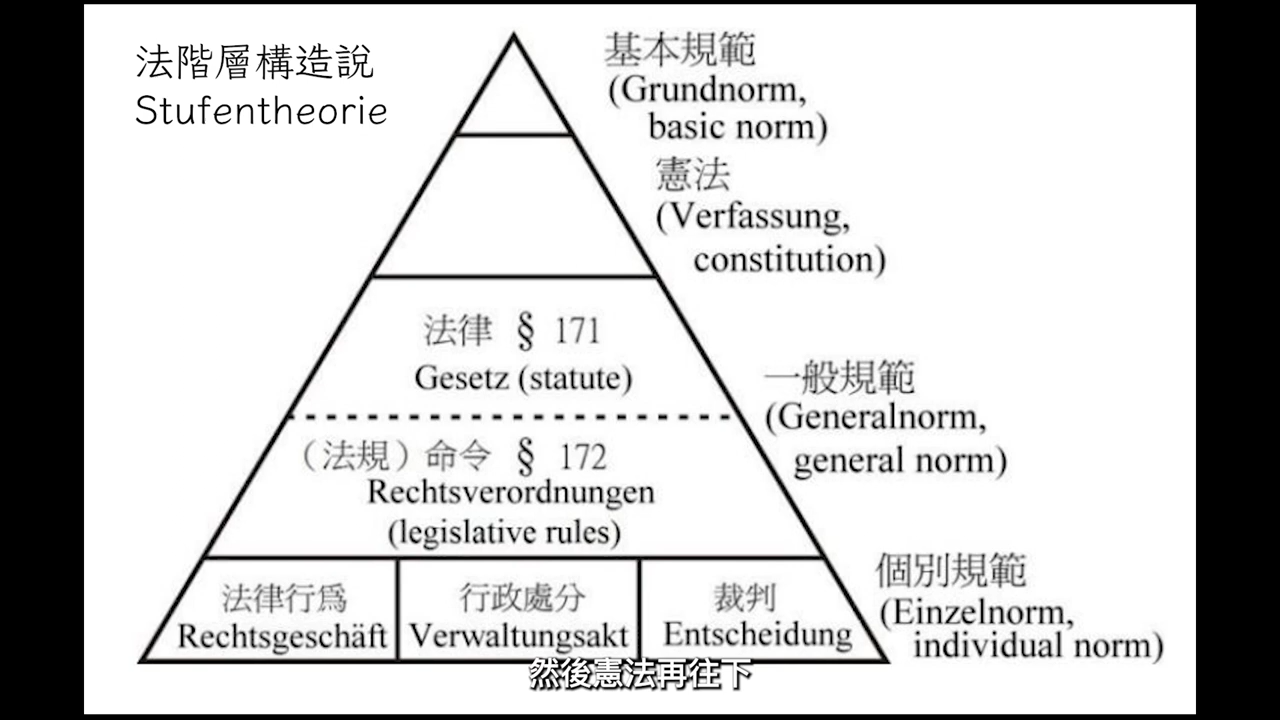 法階層構造說
Stufentheorie
基本規範
(Grundnorm,
basic norm)
憲法
(Verfassung,
constitution)
法律 § 171
Gesetz (statute)
一般規範
(Generalnorm,
general norm)
（法規）命令 § 172
Rechtsverordnungen
(legislative rules)
個別規範
(Einzelnorm,
individual norm)
法律行爲
Rechtsgeschäft
行政處分
Verwaltungsakt
裁判
Entscheidung
然後憲法再往下